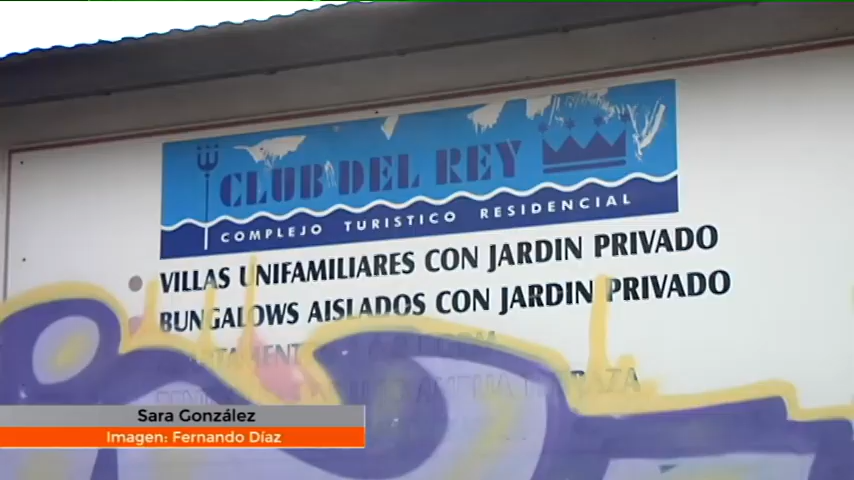 CLUB DEL REY
COMPLEJO TURISTICO RESIDENCIAL
VILLAS UNIFAMILIARES CON JARDIN PRIVADO
BUNGALOWS AISLADOS CON JARDIN PRIVADO
Sara González
Imagen: Fernando Díaz